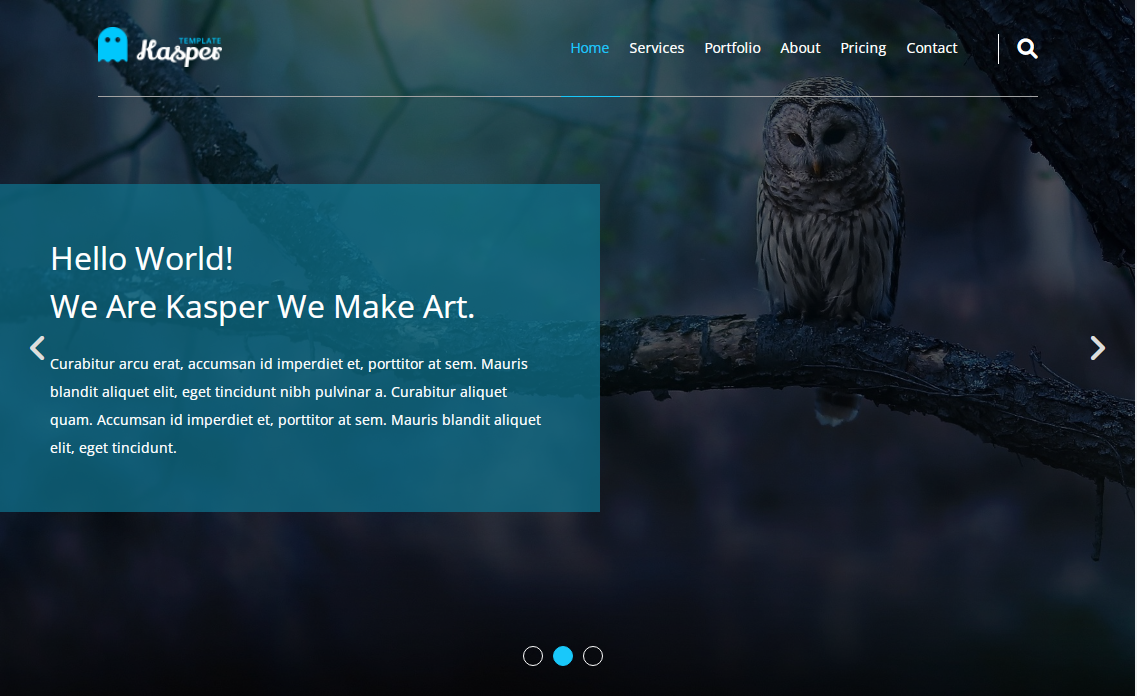 TEMPLATE
Kasper
Home Services Portfolio About Pricing Contact
Hello World!
We Are Kasper We Make Art.
Curabitur arcu erat, accumsan id imperdiet et, porttitor at sem. Mauris
blandit aliquet elit, eget tincidunt nibh pulvinar a. Curabitur aliquet
quam. Accumsan id imperdiet et, porttitor at sem. Mauris blandit aliquet
elit, eget tincidunt.